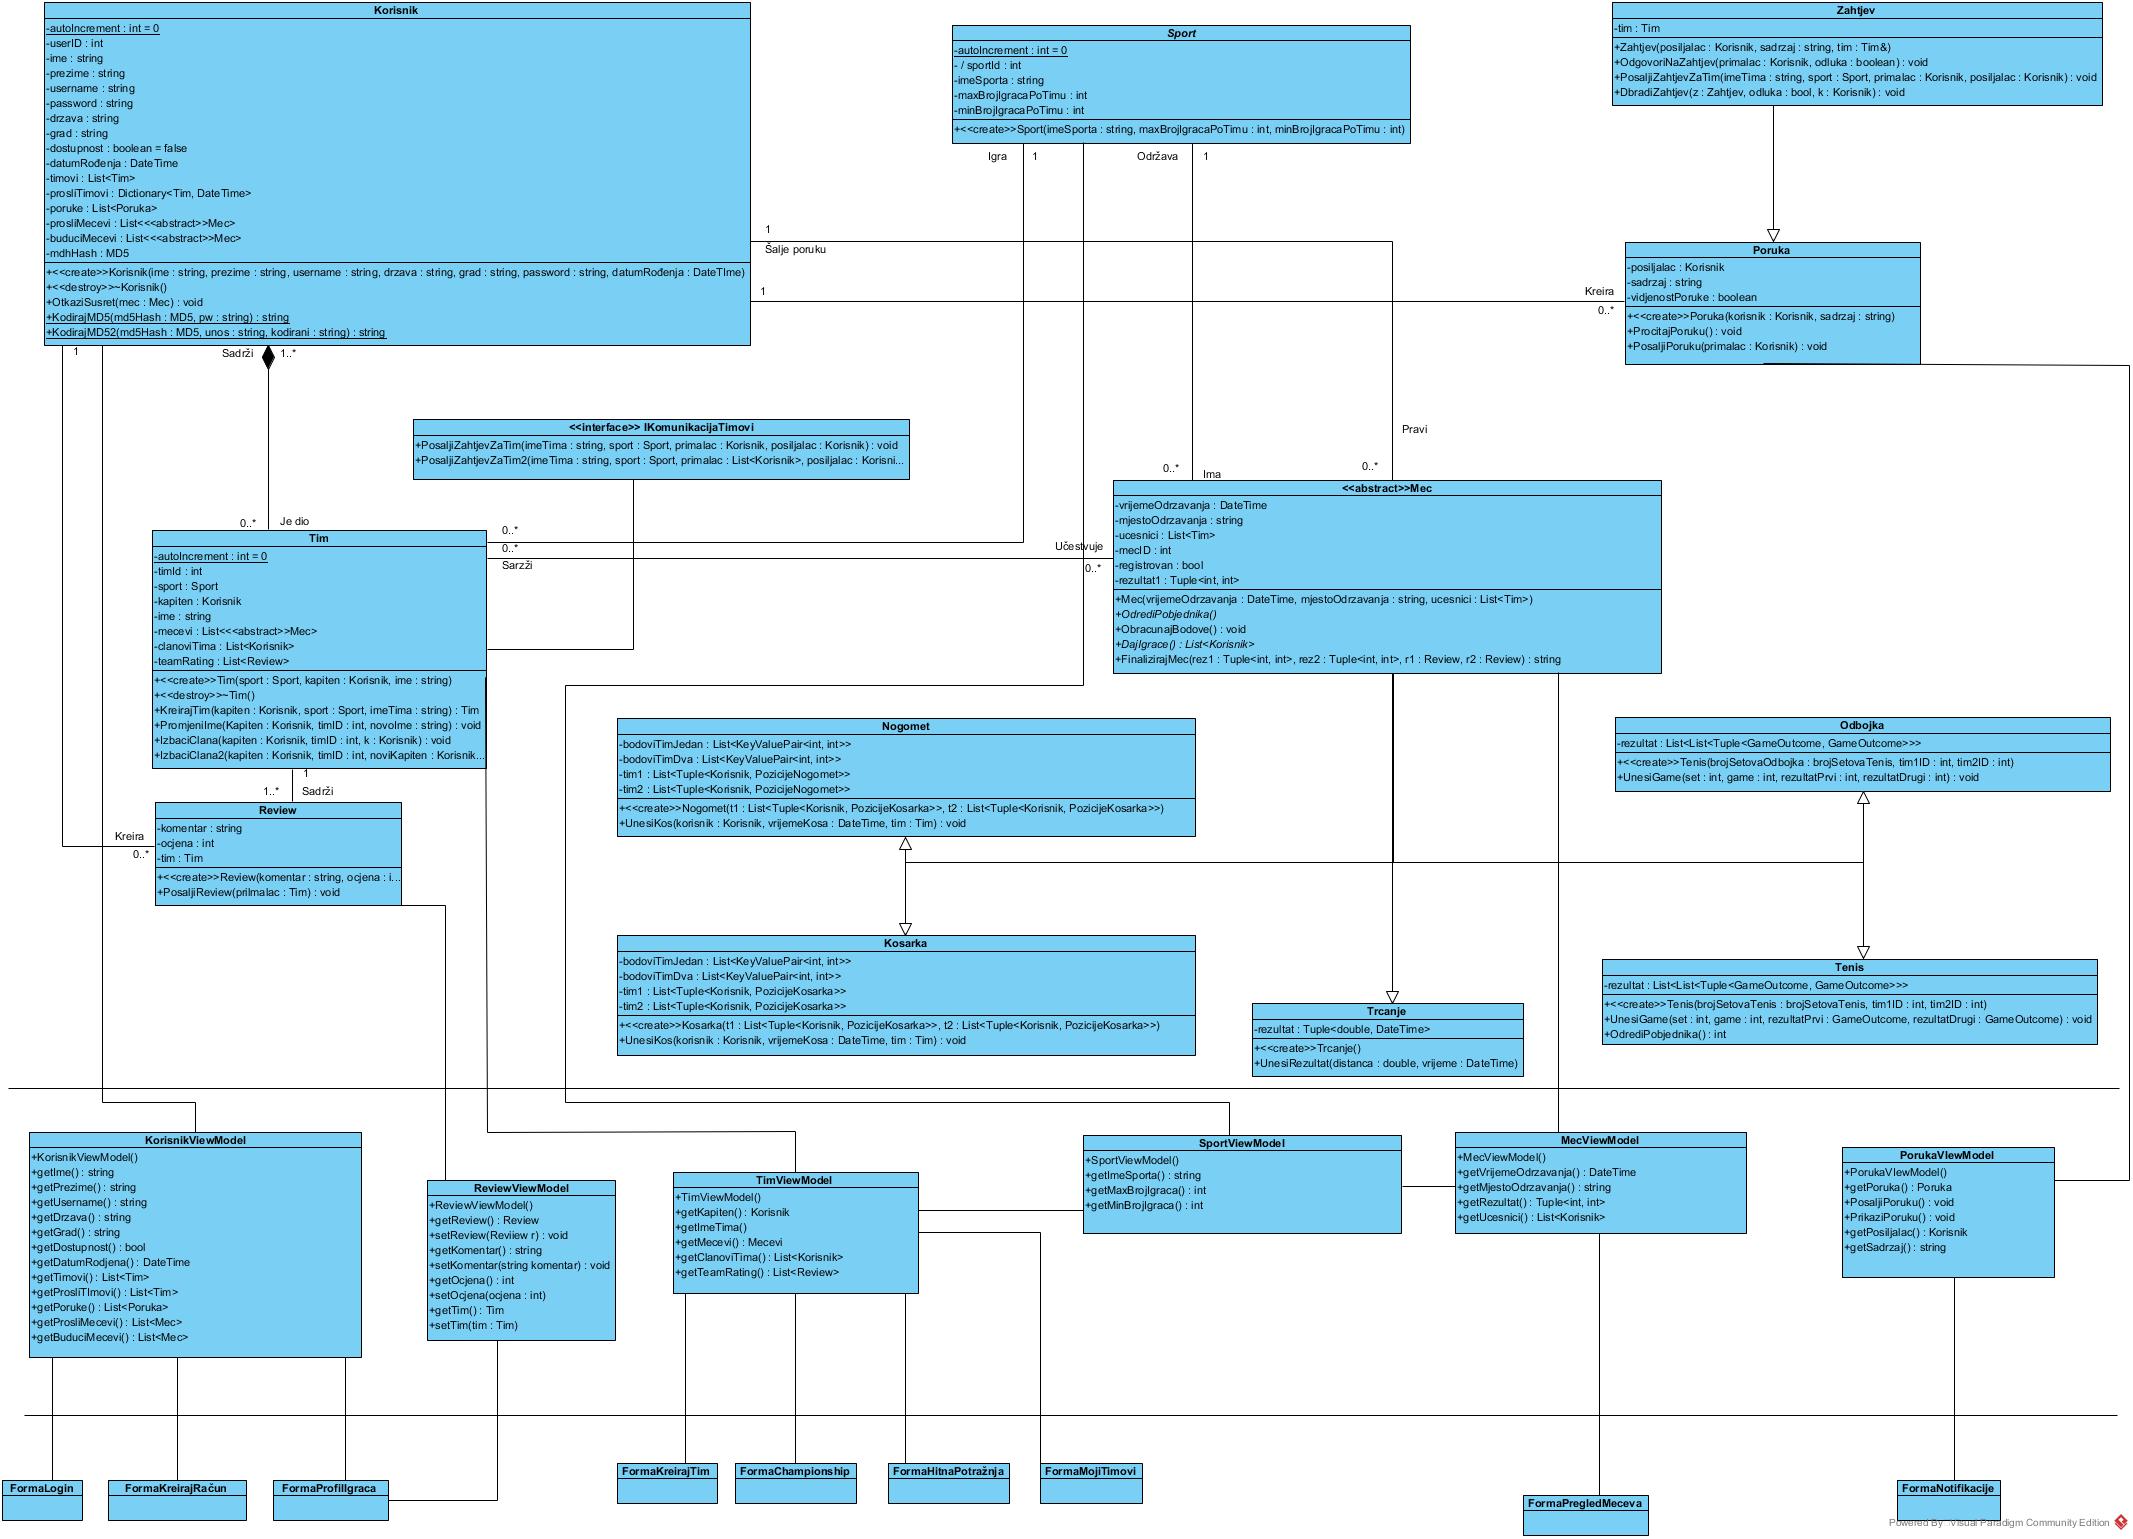 Korisnik
-autoIncrement : int = 0
-userID : int
-ime : string
-prezime : string
-username : string
-password : string
-drzava : string
-grad : string
-dostupnost : boolean = false
-datumRođenja : DateTime
-timovi : List<Tim>
-prosliTimovi : Dictionary<Tim, DateTime>
-poruke : List<Poruka>
-prosliMecevi : List<<<abstract>>Mec>
-buduciMecevi : List<<<abstract>>Mec>
-mdhHash : MD5
+<<create>>Korisnik(ime : string, prezime : string, username : string, drzava : string, grad : string, password : string, datumRođenja : DateTIme)
+<<destroy>>~Korisnik()
+OtkaziSusret(mec : Mec) : void
+KodirajMD5(md5Hash : MD5, pw : string) : string
+KodirajMD52(md5Hash : MD5, unos : string, kodirani : string) : string
Sport
-autoIncrement : int = 0
- / sportId : int
-imeSporta : string
-maxBrojIgracaPoTimu : int
-minBrojIgracaPoTimu : int
+<<create>>Sport(imeSporta : string, maxBrojIgracaPoTimu : int, minBrojIgracaPoTimu : int)
Zahtjev
-tim : Tim
+Zahtjev(posiljalac : Korisnik, sadrzaj : string, tim : Tim&)
+OdgovoriNaZahtjev(primalac : Korisnik, odluka : boolean) : void
+PosaljiZahtjevZaTim(imeTima : string, sport : Sport, primalac : Korisnik, posiljalac : Korisnik) : void
+DbradiZahtjev(z : Zahtjev, odluka : bool, k : Korisnik) : void
Igra 1
Održava 1
1
Šalje poruku
1
Kreira
0..*
Poruka
-posiljalac : Korisnik
-sadrzaj : string
-vidjenostPoruke : boolean
+<<create>>Poruka(korisnik : Korisnik, sadrzaj : string)
+ProcitajPoruku() : void
+PosaljiPoruku(primalac : Korisnik) : void
1
Sadrži 1..*
<<interface>> IKomunikacijaTimovi
+PosaljiZahtjevZaTim(imeTima : string, sport : Sport, primalac : Korisnik, posiljalac : Korisnik) : void
+PosaljiZahtjevZaTim2(imeTima : string, sport : Sport, primalac : List<Korisnik>, posiljalac : Korisni...
Pravi
0..*
Ima
0..*
0..* Je dio
0..*
0..*
Sarzži
Učestvuje
0..*
<<abstract>>Mec
-vrijemeOdrzavanja : DateTime
-mjestoOdrzavanja : string
-ucesnici : List<Tim>
-mecID : int
-registrovan : bool
-rezultat1 : Tuple<int, int>
+Mec(vrijemeOdrzavanja : DateTime, mjestoOdrzavanja : string, ucesnici : List<Tim>)
+OdrediPobjednika()
+ObracunajBodove() : void
+DajIgrace() : List<Korisnik>
+FinalizirajMec(rez1 : Tuple<int, int>, rez2 : Tuple<int, int>, r1 : Review, r2 : Review) : string
Tim
-autoIncrement : int = 0
-timId : int
-sport : Sport
-kapiten : Korisnik
-ime : string
-mecevi : List<<<abstract>>Mec>
-clanoviTima : List<Korisnik>
-teamRating : List<Review>
+<<create>>Tim(sport : Sport, kapiten : Korisnik, ime : string)
+<<destroy>>~Tim()
+KreirajTim(kapiten : Korisnik, sport : Sport, imeTima : string) : Tim
+PromjeniIme(Kapiten : Korisnik, timID : int, novoIme : string) : void
+IzbaciClana(kapiten : Korisnik, timID : int, k : Korisnik) : void
+IzbaciClana2(kapiten : Korisnik, timID : int, noviKapiten : Korisnik...
1
1..* Sadrži
Kreira
0..*
Review
-komentar : string
-ocjena : int
-tim : Tim
+<<create>>Review(komentar : string, ocjena : i...
+PosaljiReview(prilmalac : Tim) : void
Nogomet
-bodoviTimJedan : List<KeyValuePair<int, int>>
-bodoviTimDva : List<KeyValuePair<int, int>>
-tim1 : List<Tuple<Korisnik, PozicijeNogomet>>
-tim2 : List<Tuple<Korisnik, PozicijeNogomet>>
+<<create>>Nogomet(t1 : List<Tuple<Korisnik, PozicijeKosarka>>, t2 : List<Tuple<Korisnik, PozicijeKosarka>>)
+UnesiKos(korisnik : Korisnik, vrijemeKosa : DateTime, tim : Tim) : void
Odbojka
-rezultat : List<List<Tuple<GameOutcome, GameOutcome>>>
+<<create>>Tenis(brojSetovaOdbojka : brojSetovaTenis, tim1ID : int, tim2ID : int)
+UnesiGame(set : int, game : int, rezultatPrvi : int, rezultatDrugi : int) : void
Kosarka
-bodoviTimJedan : List<KeyValuePair<int, int>>
-bodoviTimDva : List<KeyValuePair<int, int>>
-tim1 : List<Tuple<Korisnik, PozicijeKosarka>>
-tim2 : List<Tuple<Korisnik, PozicijeKosarka>>
+<<create>>Kosarka(t1 : List<Tuple<Korisnik, PozicijeKosarka>>, t2 : List<Tuple<Korisnik, PozicijeKosarka>>)
+UnesiKos(korisnik : Korisnik, vrijemeKosa : DateTime, tim : Tim) : void
Trcanje
-rezultat : Tuple<double, DateTime>
+<<create>>Trcanje()
+UnesiRezultat(distanca : double, vrijeme : DateTime)
Tenis
-rezultat : List<List<Tuple<GameOutcome, GameOutcome>>>
+<<create>>Tenis(brojSetovaTenis : brojSetovaTenis, tim1ID : int, tim2ID : int)
+UnesiGame(set : int, game : int, rezultatPrvi : GameOutcome, rezultatDrugi : GameOutcome) : void
+OdrediPobjednika() : int
KorisnikViewModel
+KorisnikViewModel()
+getIme() : string
+getPrezime() : string
+getUsername() : string
+getDrzava() : string
+getGrad() : string
+getDostupnost() : bool
+getDatumRodjena() : DateTime
+getTimovi() : List<Tim>
+getProsliTImovi() : List<Tim>
+getPoruke() : List<Poruka>
+getProsliMecevi() : List<Mec>
+getBuduciMecevi() : List<Mec>
ReviewViewModel
+ReviewViewModel()
+getReview() : Review
+setReview(Reviiew r) : void
+getKomentar() : string
+setKomentar(string komentar) : void
+getOcjena() : int
+setOcjena(ocjena : int)
+getTim() : Tim
+setTim(tim : Tim)
TimViewModel
+TimViewModel()
+getKapiten() : Korisnik
+getImeTima()
+getMecevi() : Mecevi
+getClanoviTima() : List<Korisnik>
+getTeamRating() : List<Review>
SportViewModel
+SportViewModel()
+getImeSporta() : string
+getMaxBrojIgraca() : int
+getMinBrojIgraca() : int
MecViewModel
+MecViewModel()
+getVrijemeOdrzavanja() : DateTime
+getMjestoOdrzavanja() : string
+getRezultat() : Tuple<int, int>
+getUcesnici() : List<Korisnik>
PorukaVIewModel
+PorukaVIewModel()
+getPoruka() : Poruka
+PosaljiPoruku() : void
+PrikaziPoruku() : void
+getPosiljalac() : Korisnik
+getSadrzaj() : string
FormaLogin
FormaKreirajRačun
FormaProfilIgraca
FormaKreirajTim
FormaChampionship
FormaHitnaPotražnja
FormaMojiTimovi
FormaPregledMeceva
FormaNotifikacije
Powered By Visual Paradigm Community Edition